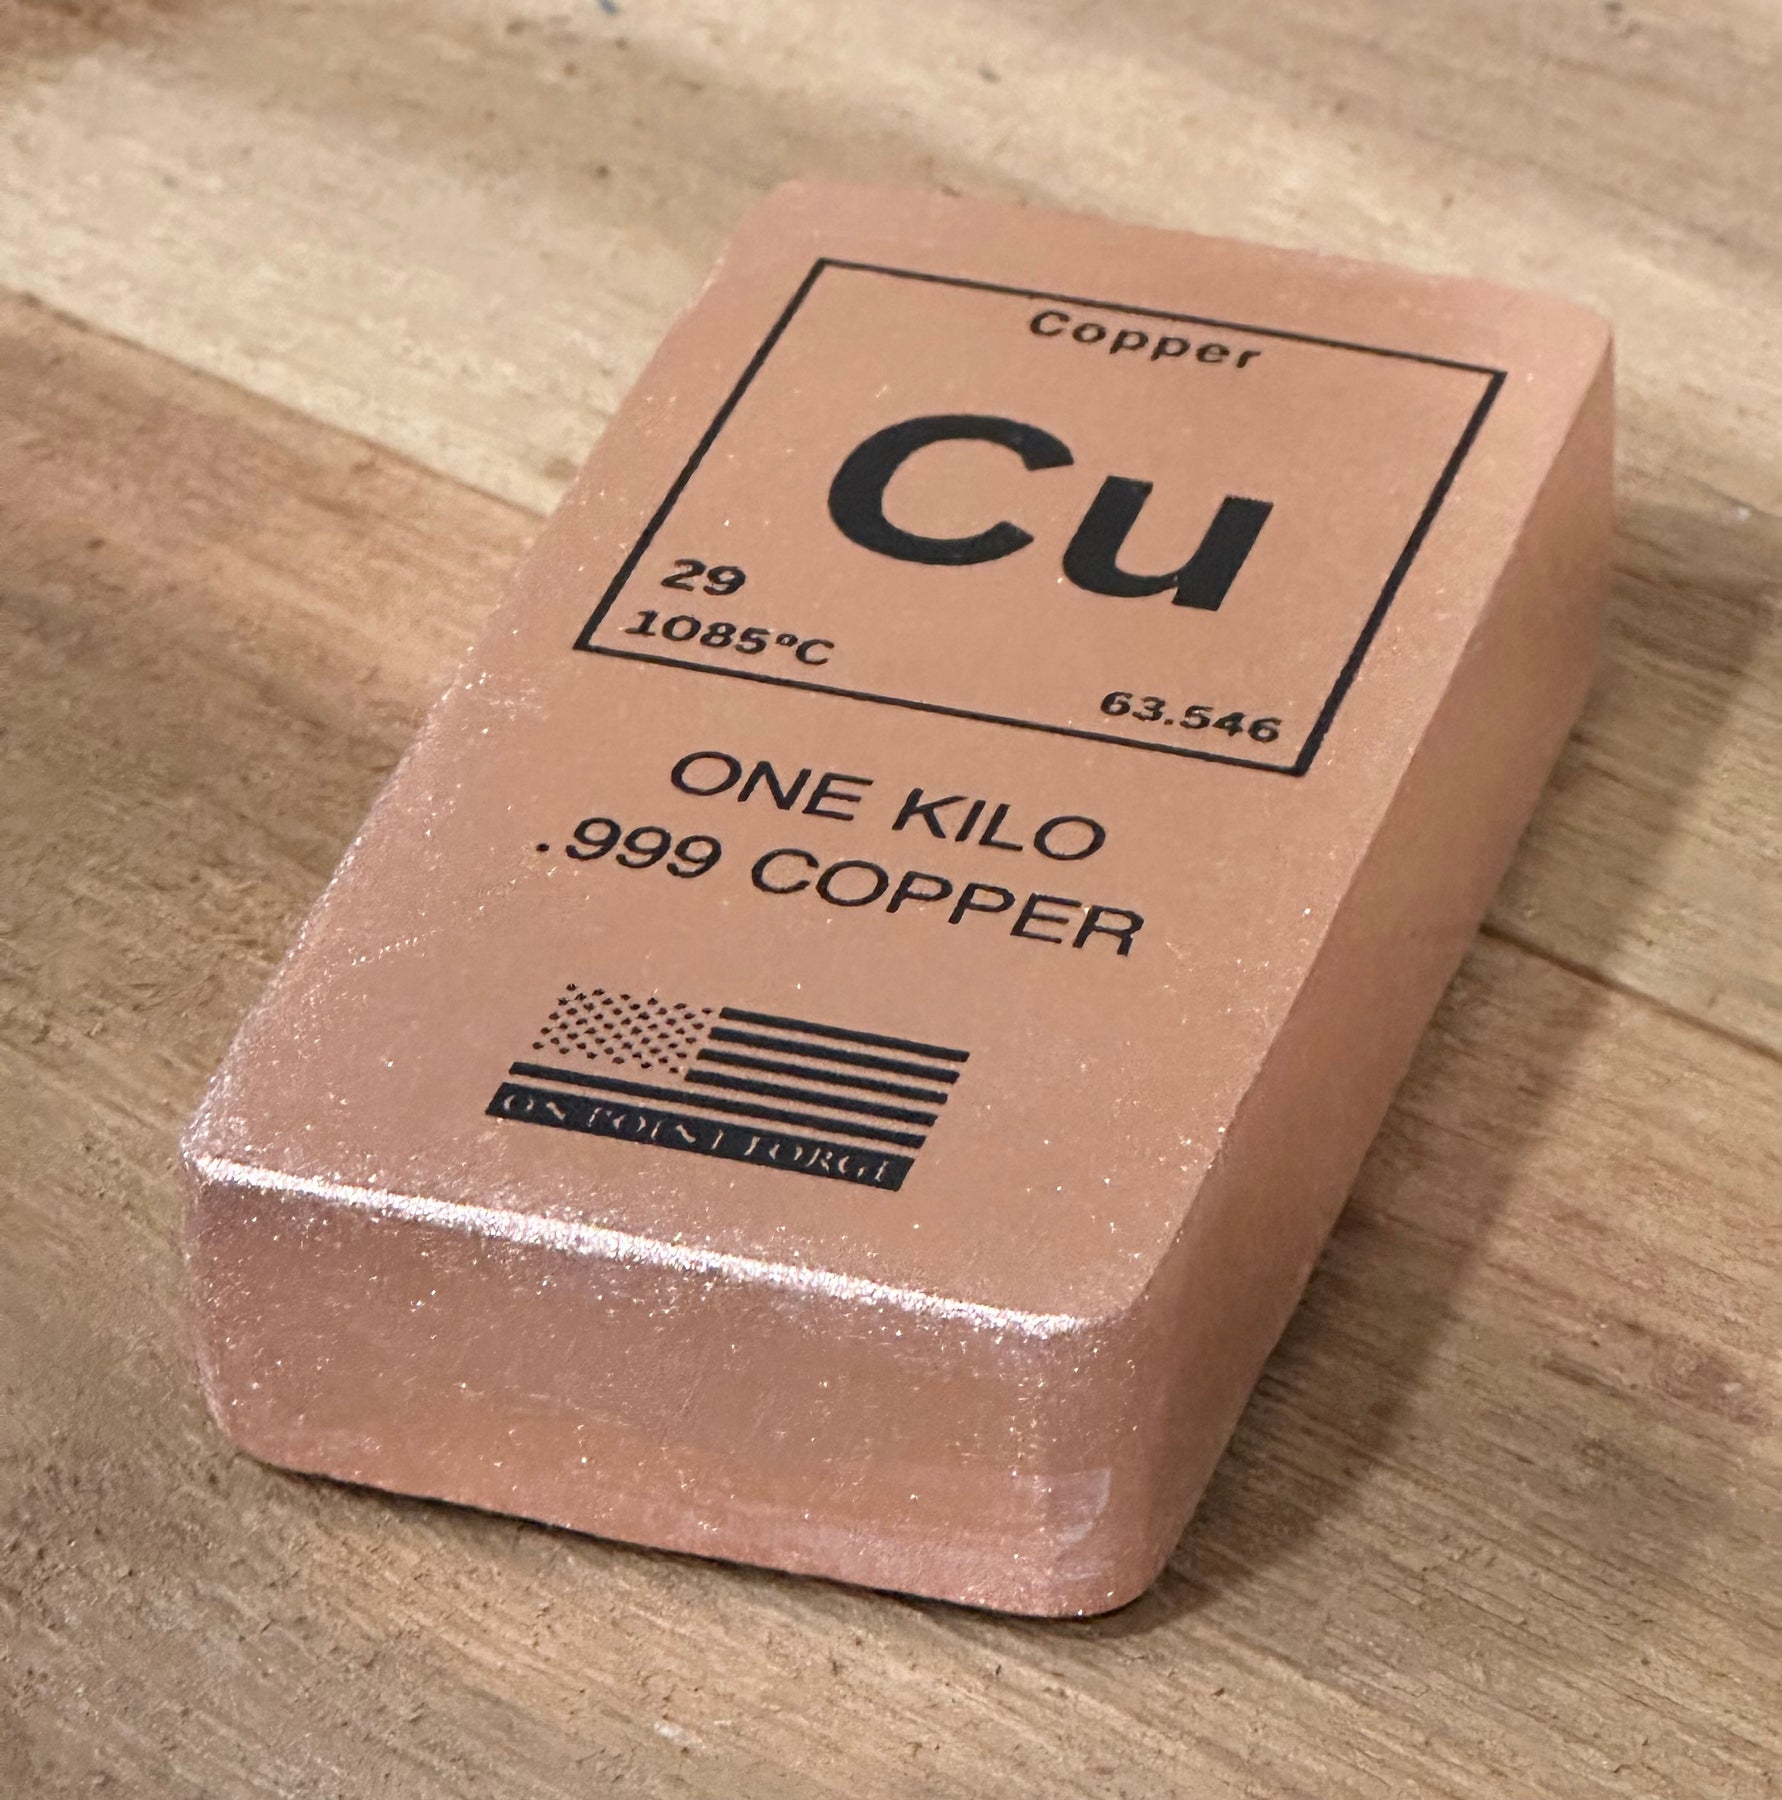 Copper
Cu
29
1085°C
63.546
ONE KILO
.999 COPPER
ON POINT FORGE